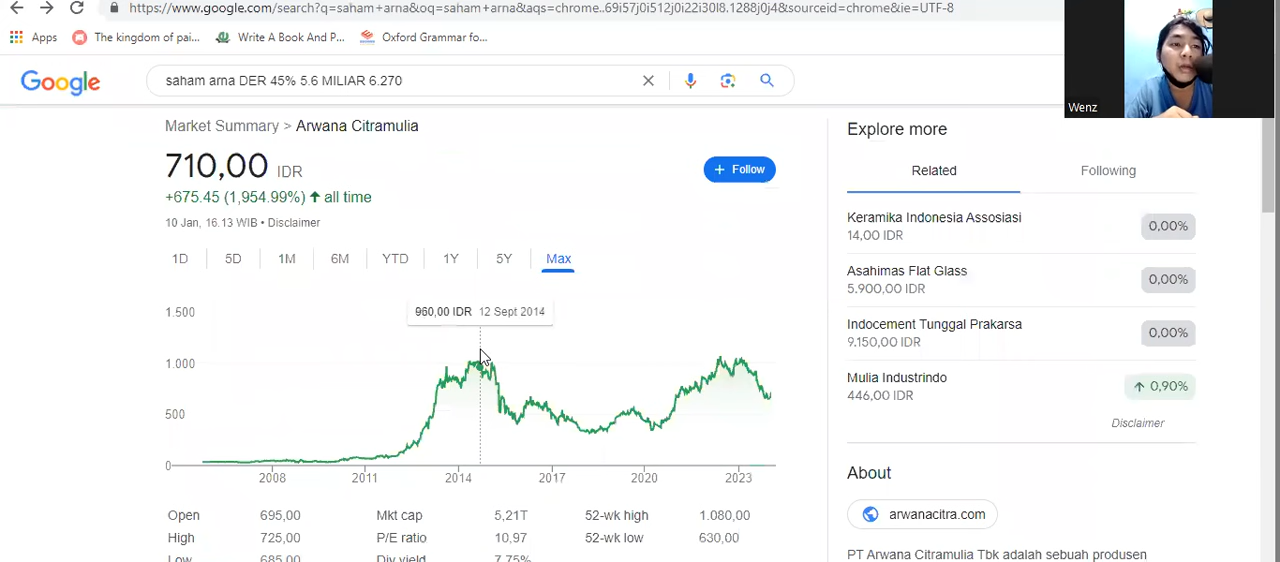 https://www.google.com/search?q=saham+arna&oq=saham+arna&aqs=chrome..69i57j0i512j0i22i30l8.1288j0j4&sourceid=chrome&ie=UTF-8
Apps The kingdom of pai... Write A Book And P... Oxford Grammar fo...
Wenz
Google saham arna DER 45% 5.6 MILIAR 6.270
Market Summary > Arwana Citramulia
710,00 IDR
+ Follow
+675.45 (1,954.99%) ↑ all time
10 Jan, 16.13 WIB • Disclaimer
1D 5D 1M 6M YTD 1Y 5Y Max
960,00 IDR 12 Sept 2014
1.500
1.000
500
0
2008 2011 2014 2017 2020 2023
Open 695,00 Mkt cap 5,21T 52-wk high 1.080,00
High 725,00 P/E ratio 10,97 52-wk low 630,00
Low 685,00 Div yield 7,75%
Explore more
Related Following
Keramika Indonesia Assosiasi
14,00 IDR
0,00%
Asahimas Flat Glass
5.900,00 IDR
0,00%
Indocement Tunggal Prakarsa
9.150,00 IDR
0,00%
Mulia Industrindo
446,00 IDR
↑ 0,90%
Disclaimer
About
arwanacitra.com
PT Arwana Citramulia Tbk adalah sebuah produsen